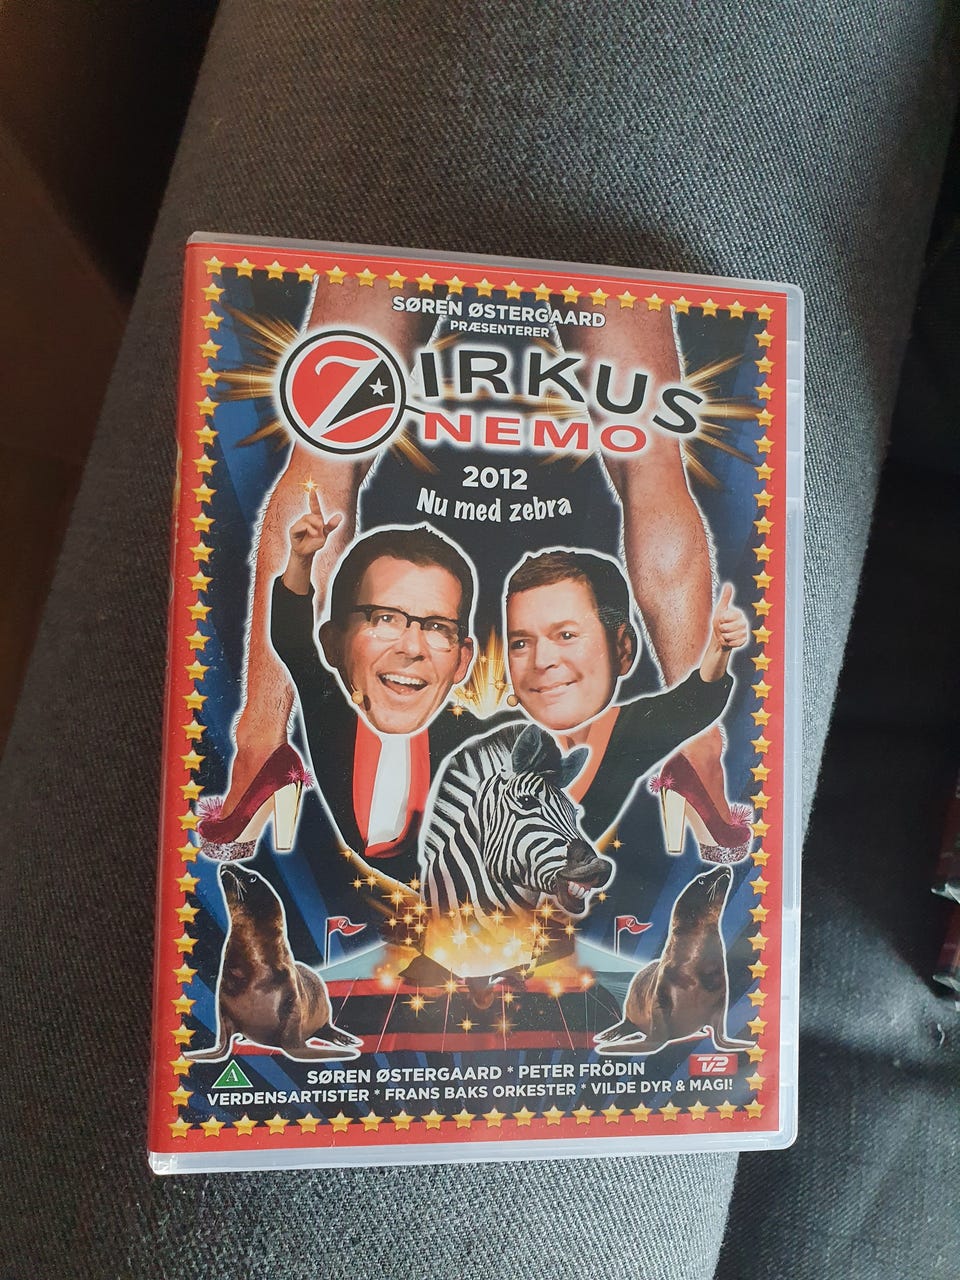 SØREN ØSTERGAARD
PRÆSENTERER
ZIRKUS
NEMO
2012
Nu med zebra
A
TV2
SØREN ØSTERGAARD * PETER FRÖDIN
VERDENSARTISTER * FRANS BAKS ORKESTER * VILDE DYR & MAGI!